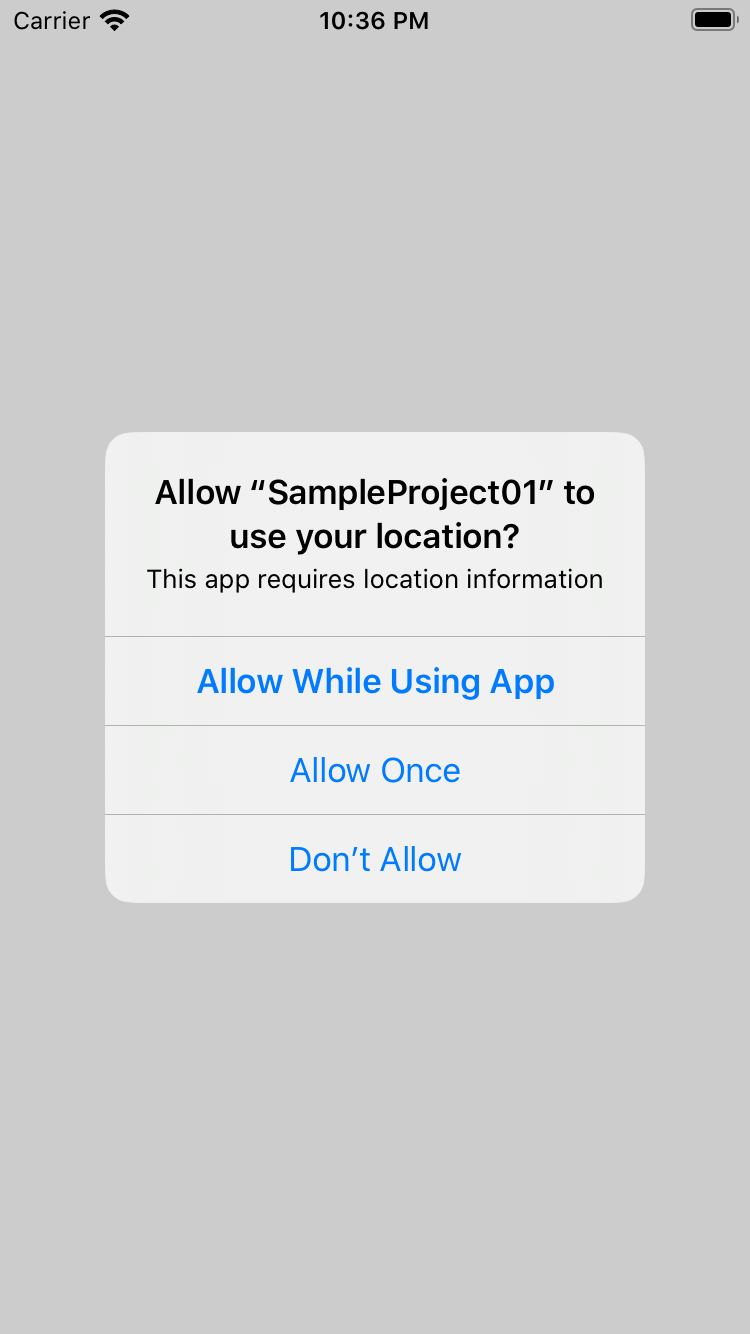 Carrier 10:36 PM
Allow “SampleProject01” to
use your location?
This app requires location information
Allow While Using App
Allow Once
Don’t Allow